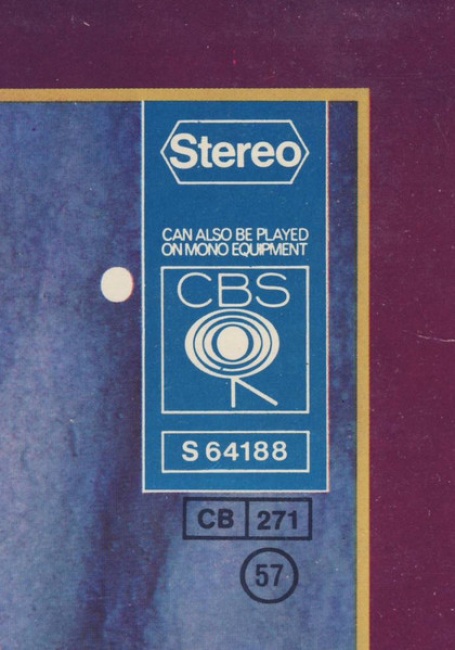 Stereo
CAN ALSO BE PLAYED
ON MONO EQUIPMENT
CBS
S 64188
CB 271
57